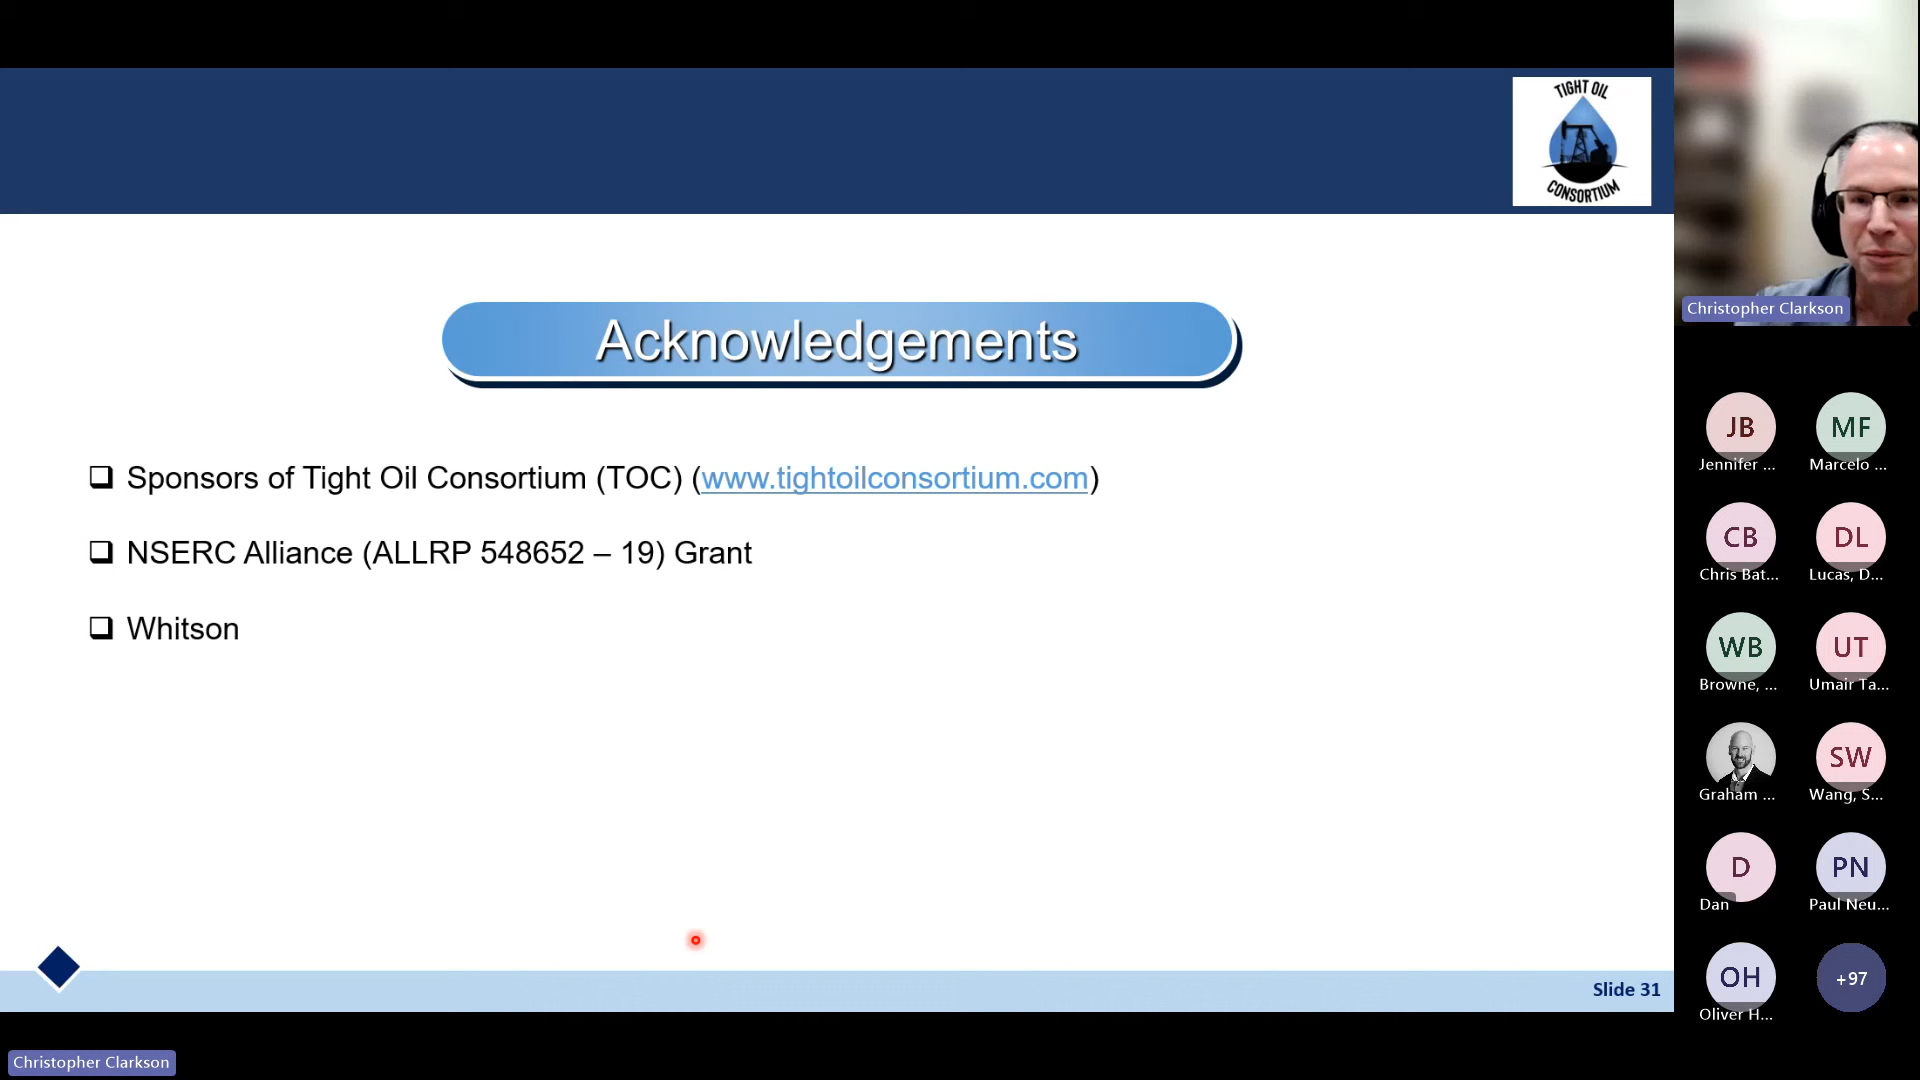 TIGHT OIL
CONSORTIUM
Acknowledgements
❑ Sponsors of Tight Oil Consortium (TOC) (www.tightoilconsortium.com)
❑ NSERC Alliance (ALLRP 548652 – 19) Grant
❑ Whitson
Slide 31
Christopher Clarkson
Christopher Clarkson
JB MF
Jennifer ... Marcelo ...
CB DL
Chris Bat... Lucas, D...
WB UT
Browne, ... Umair Ta...
SW
Graham ... Wang, S...
D PN
Dan Paul Neu...
OH +97
Oliver H...